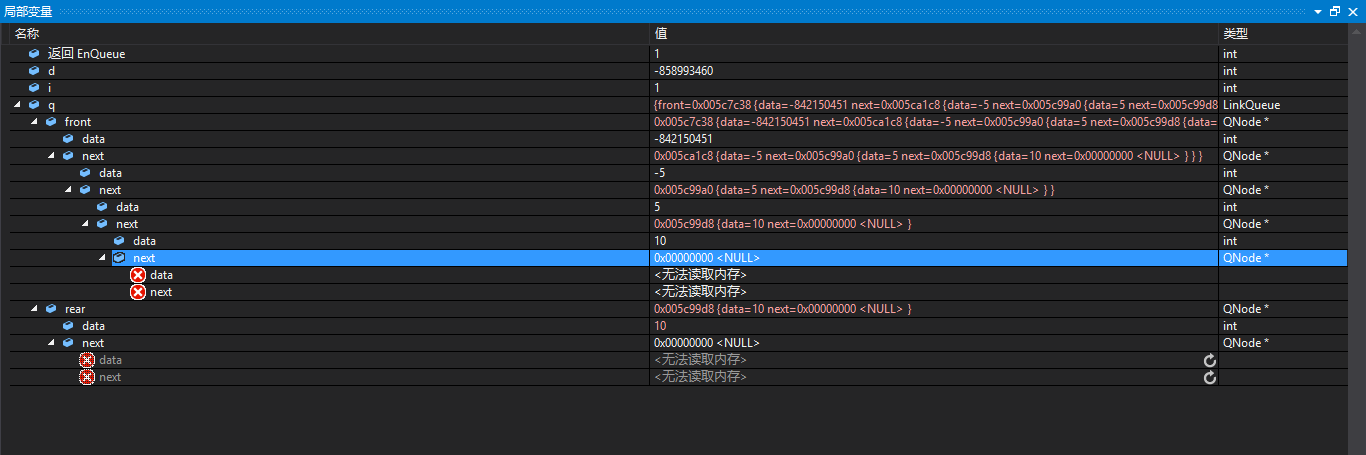 局部变量
名称 值 类型
返回 EnQueue 1 int
d -858993460 int
i 1 int
q {front=0x005c7c38 {data=-842150451 next=0x005ca1c8 {data=-5 next=0x005c99a0 {data=5 next=0x005c99d8 LinkQueue
front 0x005c7c38 {data=-842150451 next=0x005ca1c8 {data=-5 next=0x005c99a0 {data=5 next=0x005c99d8 {data= QNode *
data -842150451 int
next 0x005ca1c8 {data=-5 next=0x005c99a0 {data=5 next=0x005c99d8 {data=10 next=0x00000000 <NULL> } } } QNode *
data -5 int
next 0x005c99a0 {data=5 next=0x005c99d8 {data=10 next=0x00000000 <NULL> } } QNode *
data 5 int
next 0x005c99d8 {data=10 next=0x00000000 <NULL> } QNode *
data 10 int
next 0x00000000 <NULL> QNode *
data <无法读取内存>
next <无法读取内存>
rear 0x005c99d8 {data=10 next=0x00000000 <NULL> } QNode *
data 10 int
next 0x00000000 <NULL> QNode *
data <无法读取内存>
next <无法读取内存>